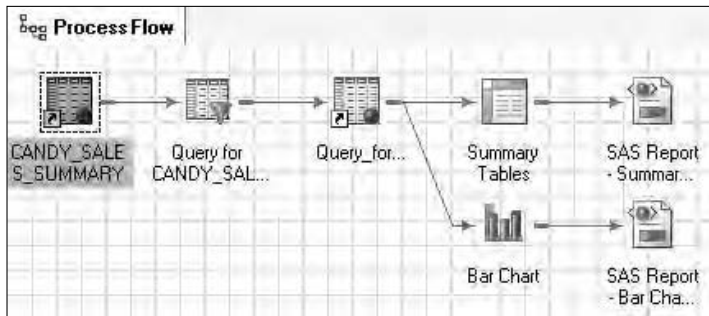 Process Flow
CANDY_SALE
S_SUMMARY
Query for
CANDY_SAL...
Query_for...
Summary
Tables
SAS Report
- Summar...
Bar Chart
SAS Report
- Bar Cha...